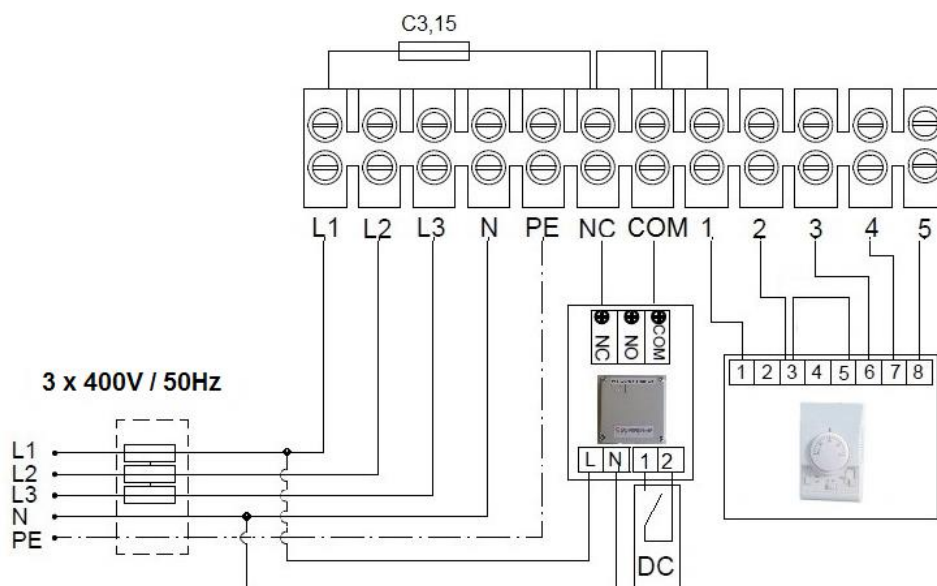 C3,15
L1 L2 L3 N PE NC COM 1 2 3 4 5
NC NO COM
1 2 3 4 5 6 7 8
3 x 400V / 50Hz
L1
L2
L3
N
PE
L N 1 2
DC